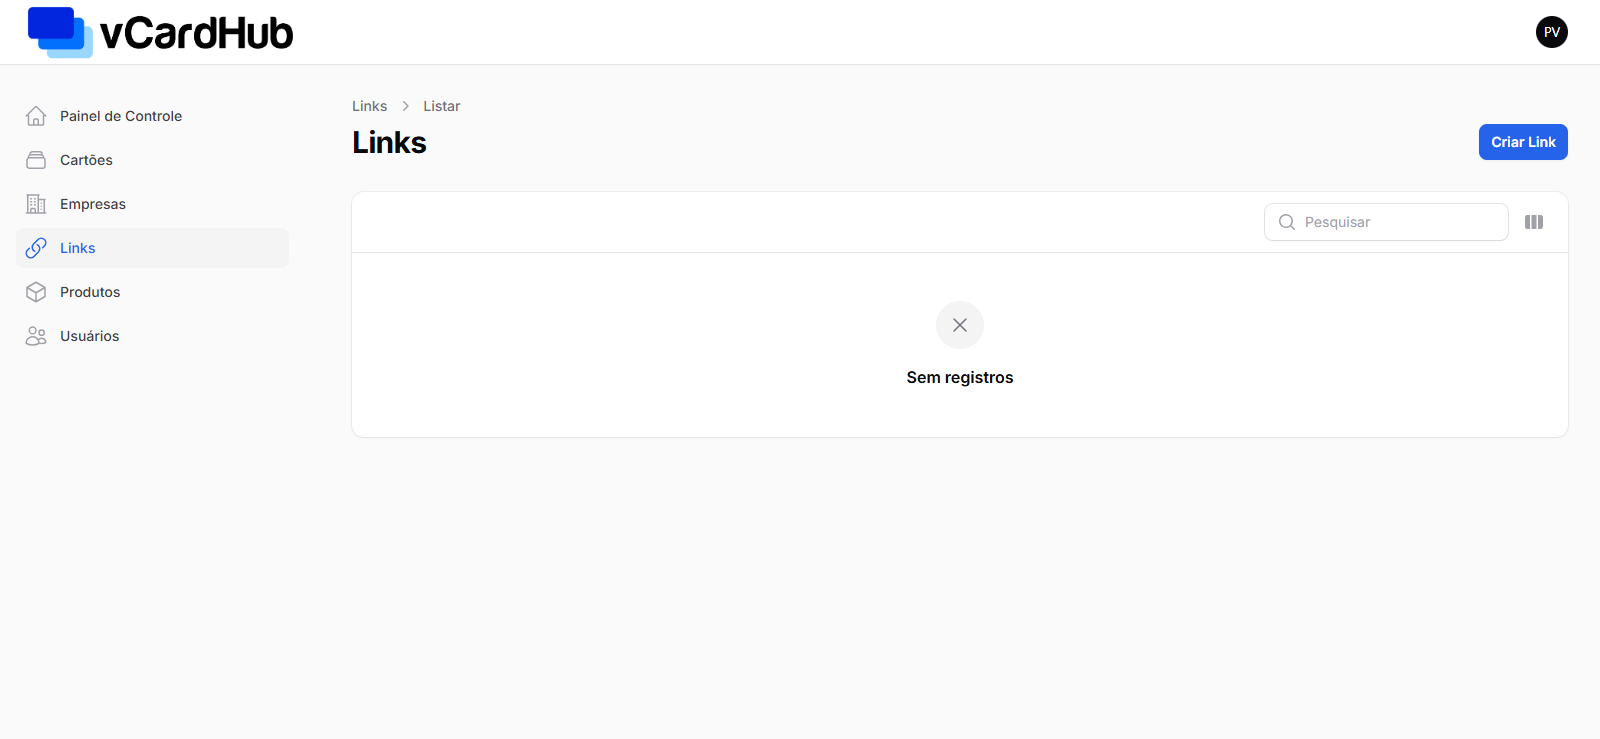 vCardHub
PV
Painel de Controle
Cartões
Empresas
Links
Produtos
Usuários
Links > Listar
Links
Criar Link
Pesquisar
Sem registros